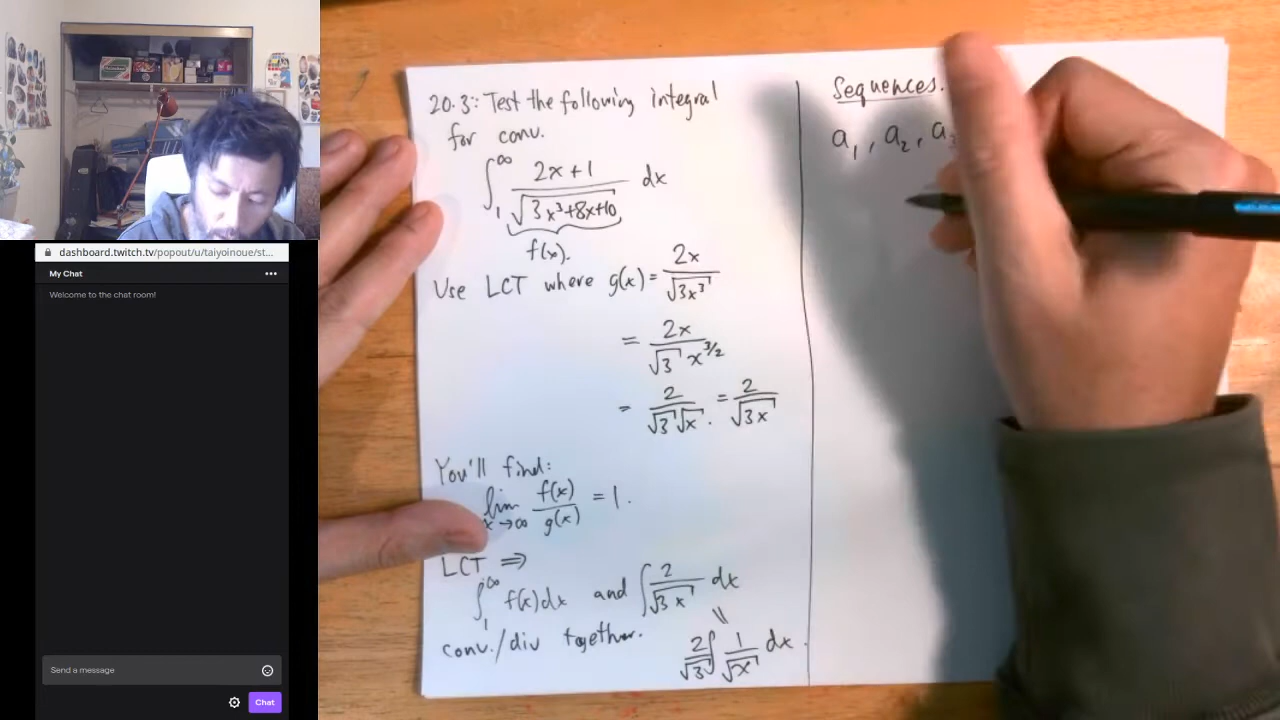 dashboard.twitch.tv/popout/u/taiyoinoue/st...
My Chat
Welcome to the chat room!
Send a message
Chat
20.3: Test the following integral
for conv.
∫₁^∞ (2x+1)/√(3x³+8x+10) dx
f(x).
Use LCT where g(x) = 2x/√(3x³)
= 2x/(√3 x^(3/2))
= 2/(√3 √x). = 2/√(3x)
You'll find:
lim x→∞ f(x)/g(x) = 1.
LCT ⇒
∫₁^∞ f(x)dx and ∫ 2/√(3x) dx
conv./div together.
2/√3 ∫ 1/√x dx.
Sequences.
a₁, a₂, a₃